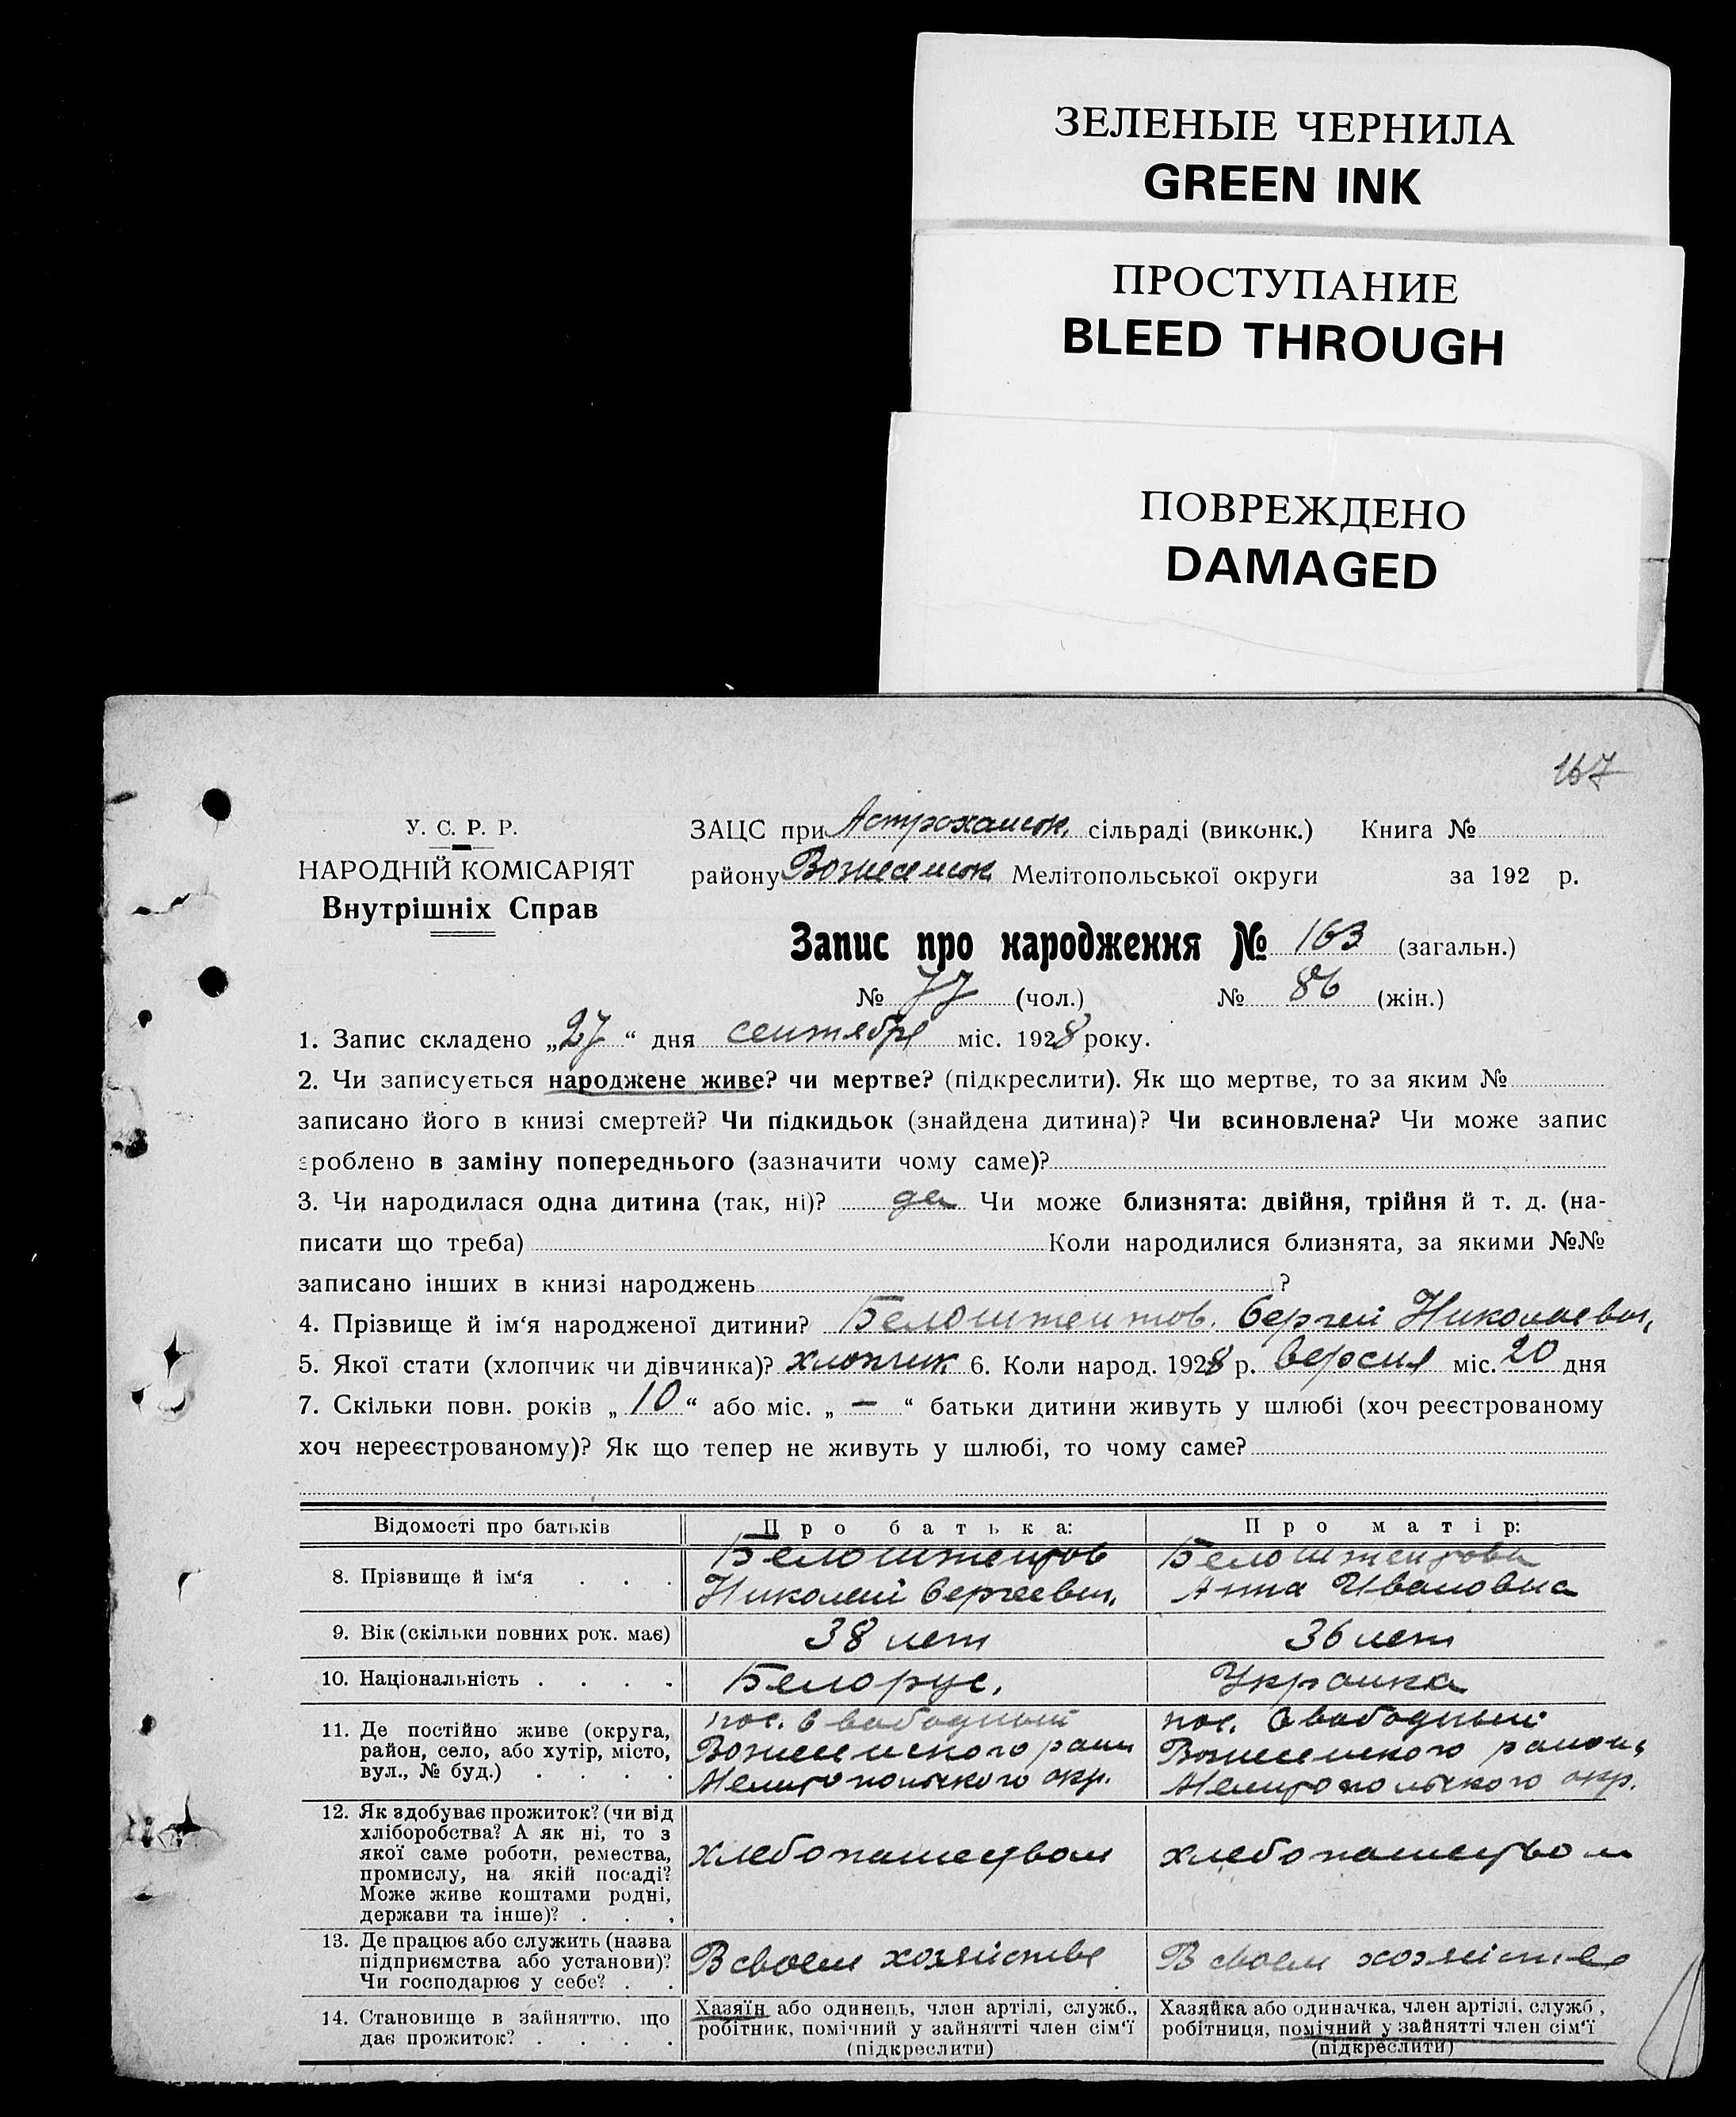 ЗЕЛЕНЫЕ ЧЕРНИЛА
GREEN INK
ПРОСТУПАНИЕ
BLEED THROUGH
ПОВРЕЖДЕНО
DAMAGED
167
У. С. Р. Р.
НАРОДНІЙ КОМІСАРІЯТ
Внутрішніх Справ
ЗАЦС при Астраханск. сільраді (виконк.) Книга №
району Вознесенск. Мелітопольської округи за 192 р.
Запис про народження № 163 (загальн.)
№ 77 (чол.) № 86 (жін.)
1. Запис складено „27“ дня сентября міс. 1928 року.
2. Чи записується народжене живе? чи мертве? (підкреслити). Як що мертве, то за яким №
записано його в книзі смертей? Чи підкидьок (знайдена дитина)? Чи всиновлена? Чи може запис
зроблено в заміну попереднього (зазначити чому саме)?
3. Чи народилася одна дитина (так, ні)? да Чи може близнята: двійня, трійня й т. д. (на-
писати що треба) Коли народилися близнята, за якими №№
записано інших в книзі народжень ?
4. Прізвище й ім‘я народженої дитини? Белоштентов. Сергей Николаевич,
5. Якої стати (хлопчик чи дівчинка)? хлопчик 6. Коли народ. 1928 р. Версня міс. 20 дня
7. Скільки повн. років „10“ або міс. „—“ батьки дитини живуть у шлюбі (хоч реєстрованому
хоч нереєстрованому)? Як що тепер не живуть у шлюбі, то чому саме?
Відомості про батьків Про батька: Про матір:
8. Прізвище й ім‘я . . . Белоштентов Николай Сергеевич. Белоштентова Анна Ивановна
9. Вік (скільки повних рок. має) 38 лет 36 лет
10. Національність . . . . Белорус. Украинка
11. Де постійно живе (округа,
район, село, або хутір, місто,
вул., № буд.) . . . .
пос. Свободный
Вознесенского район
Мелитопольского окр.
пос. Свободный
Вознесенского района
Мелитопольского окр.
12. Як здобуває прожиток? (чи від
хліборобства? А як ні, то з
якої саме роботи, ремества,
промислу, на якій посаді?
Може живе коштами родні,
держави та інше)? . . .
хлебопашеством хлебопашеством
13. Де працює або служить (назва
підприємства або установи)?
Чи господарює у себе? . .
В своем хозяйстве В своем хозяйстве
14. Становище в зайняттю, що
дає прожиток? . . . .
Хазяїн або одинець, член артілі, служб.,
робітник, помічний у зайнятті член сім‘ї
(підкреслити)
Хазяйка або одиначка, член артілі, служб.,
робітниця, помічний у зайнятті член сім‘ї
(підкреслити)